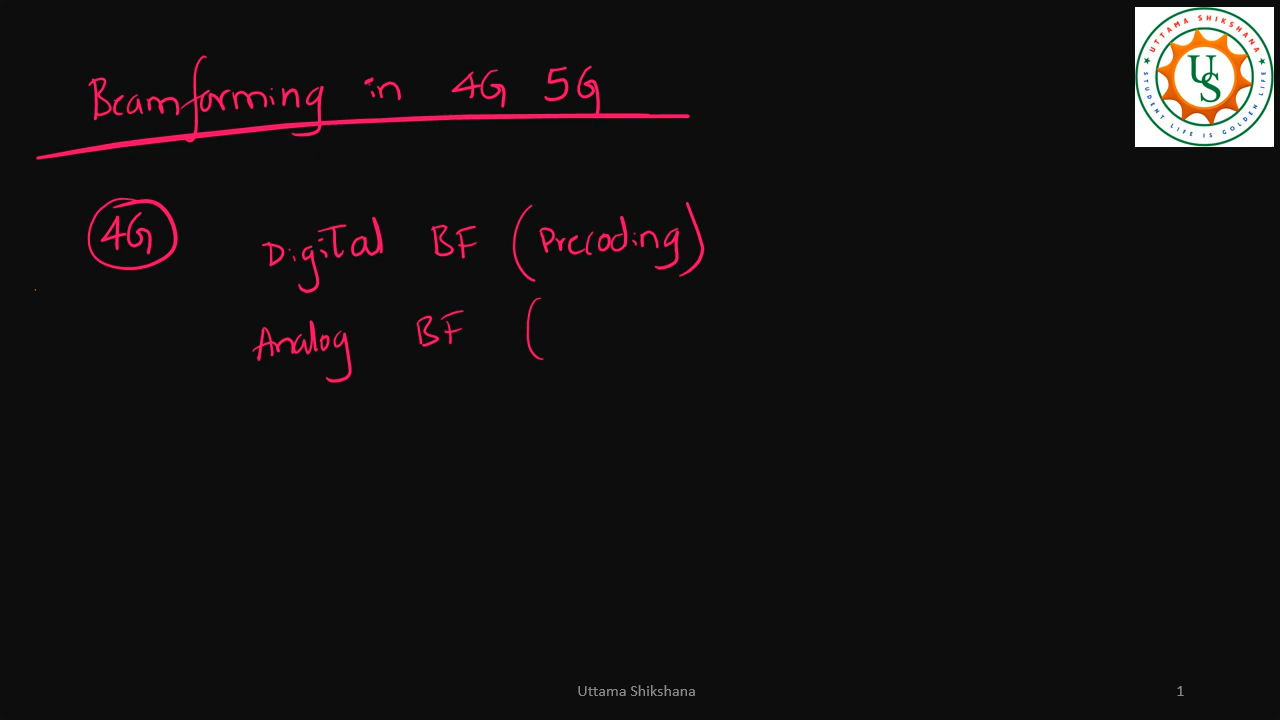 Beamforming in 4G 5G
4G Digital BF (Precoding)
Analog BF (
UTTAMA SHIKSHANA
US
STUDENT LIFE IS GOLDEN LIFE
Uttama Shikshana
1